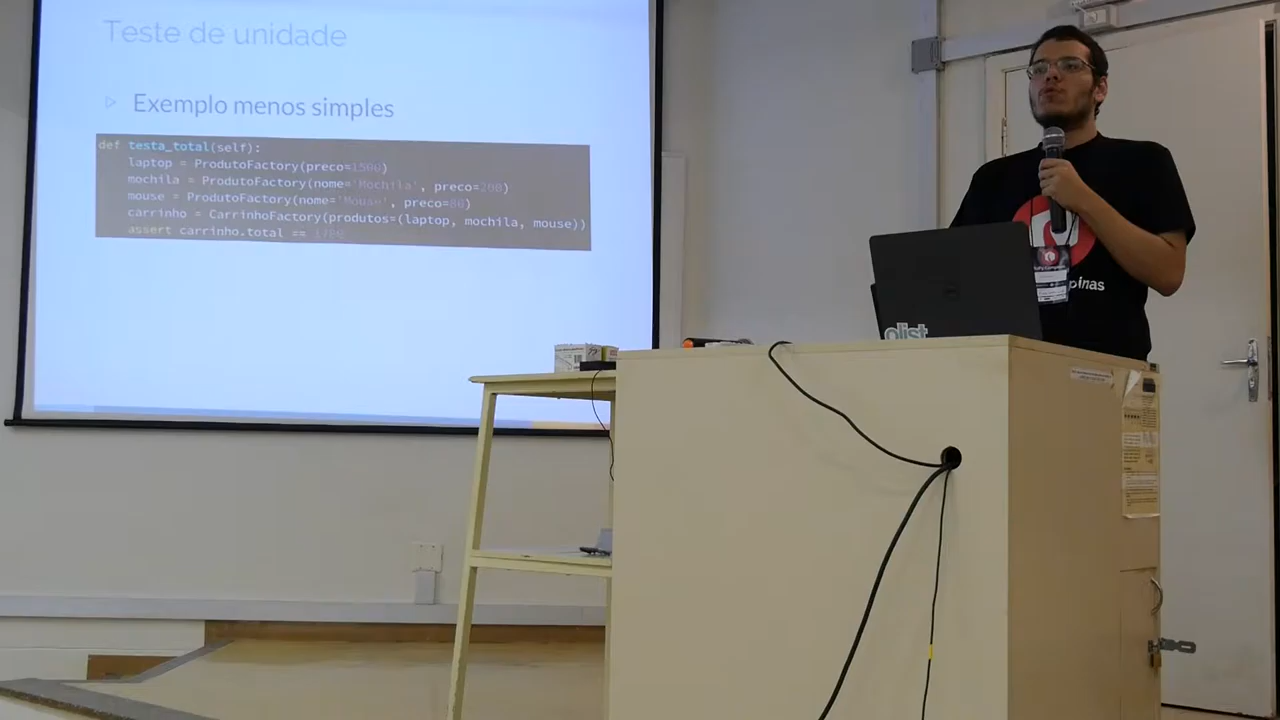 Teste de unidade
▷ Exemplo menos simples
def testa_total(self):
laptop = ProdutoFactory(preco=1500)
mochila = ProdutoFactory(nome='Mochila', preco=200)
mouse = ProdutoFactory(nome='Mouse', preco=80)
carrinho = CarrinhoFactory(produtos=(laptop, mochila, mouse))
assert carrinho.total ==
olist
pinas